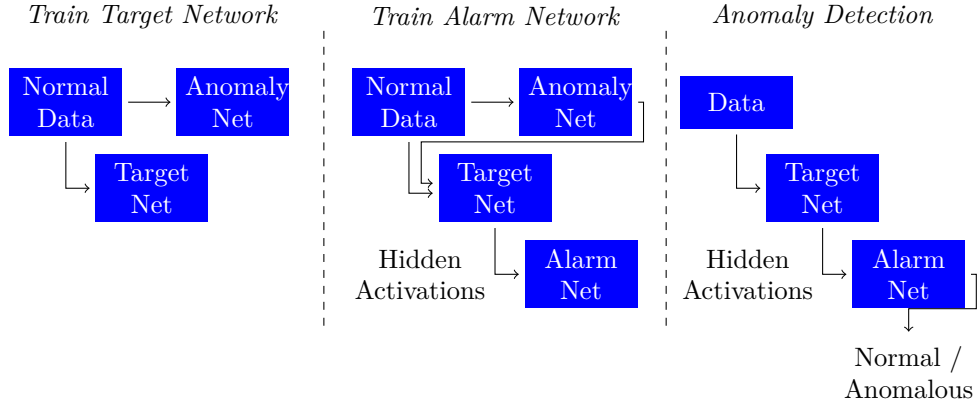 Train Target Network
Normal
Data
Anomaly
Net
Target
Net
Train Alarm Network
Normal
Data
Anomaly
Net
Target
Net
Hidden
Activations
Alarm
Net
Anomaly Detection
Data
Target
Net
Hidden
Activations
Alarm
Net
Normal /
Anomalous